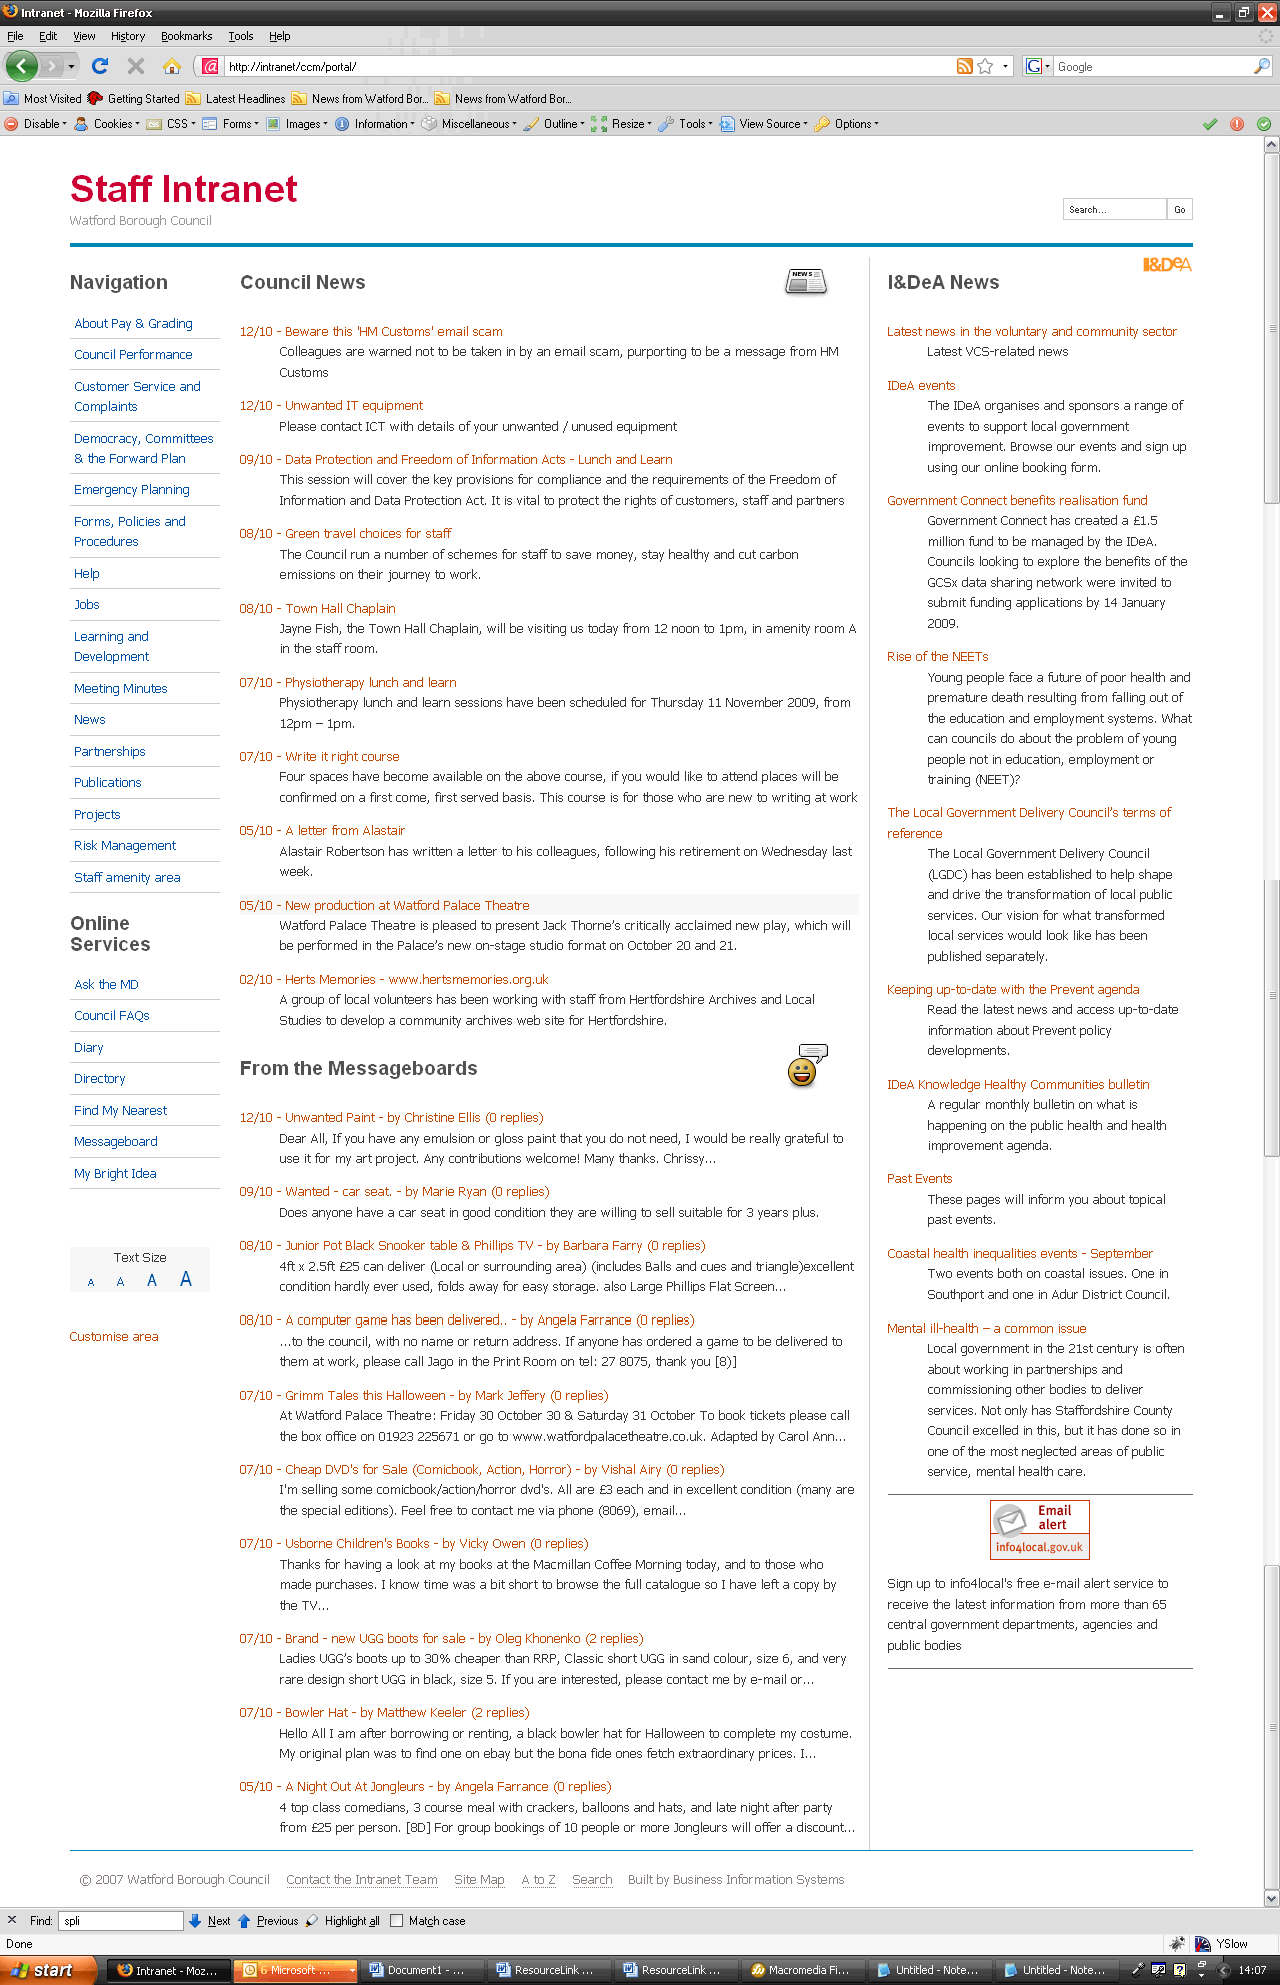 Intranet - Mozilla Firefox
File Edit View History Bookmarks Tools Help
http://intranet/ccm/portal/
Google
Most Visited Getting Started Latest Headlines News from Watford Bor... News from Watford Bor...
Disable Cookies CSS Forms Images Information Miscellaneous Outline Resize Tools View Source Options
Staff Intranet
Watford Borough Council
Search...
Go
Navigation
About Pay & Grading
Council Performance
Customer Service and
Complaints
Democracy, Committees
& the Forward Plan
Emergency Planning
Forms, Policies and
Procedures
Help
Jobs
Learning and
Development
Meeting Minutes
News
Partnerships
Publications
Projects
Risk Management
Staff amenity area
Online
Services
Ask the MD
Council FAQs
Diary
Directory
Find My Nearest
Messageboard
My Bright Idea
Text Size
A A A A
Customise area
Council News
NEWS
12/10 - Beware this 'HM Customs' email scam
Colleagues are warned not to be taken in by an email scam, purporting to be a message from HM
Customs
12/10 - Unwanted IT equipment
Please contact ICT with details of your unwanted / unused equipment
09/10 - Data Protection and Freedom of Information Acts - Lunch and Learn
This session will cover the key provisions for compliance and the requirements of the Freedom of
Information and Data Protection Act. It is vital to protect the rights of customers, staff and partners
08/10 - Green travel choices for staff
The Council run a number of schemes for staff to save money, stay healthy and cut carbon
emissions on their journey to work.
08/10 - Town Hall Chaplain
Jayne Fish, the Town Hall Chaplain, will be visiting us today from 12 noon to 1pm, in amenity room A
in the staff room.
07/10 - Physiotherapy lunch and learn
Physiotherapy lunch and learn sessions have been scheduled for Thursday 11 November 2009, from
12pm – 1pm.
07/10 - Write it right course
Four spaces have become available on the above course, if you would like to attend places will be
confirmed on a first come, first served basis. This course is for those who are new to writing at work
05/10 - A letter from Alastair
Alastair Robertson has written a letter to his colleagues, following his retirement on Wednesday last
week.
05/10 - New production at Watford Palace Theatre
Watford Palace Theatre is pleased to present Jack Thorne's critically acclaimed new play, which will
be performed in the Palace's new on-stage studio format on October 20 and 21.
02/10 - Herts Memories - www.hertsmemories.org.uk
A group of local volunteers has been working with staff from Hertfordshire Archives and Local
Studies to develop a community archives web site for Hertfordshire.
From the Messageboards
12/10 - Unwanted Paint - by Christine Ellis (0 replies)
Dear All, If you have any emulsion or gloss paint that you do not need, I would be really grateful to
use it for my art project. Any contributions welcome! Many thanks. Chrissy...
09/10 - Wanted - car seat. - by Marie Ryan (0 replies)
Does anyone have a car seat in good condition they are willing to sell suitable for 3 years plus.
08/10 - Junior Pot Black Snooker table & Phillips TV - by Barbara Farry (0 replies)
4ft x 2.5ft £25 can deliver (Local or surrounding area) (includes Balls and cues and triangle)excellent
condition hardly ever used, folds away for easy storage. also Large Phillips Flat Screen...
08/10 - A computer game has been delivered.. - by Angela Farrance (0 replies)
...to the council, with no name or return address. If anyone has ordered a game to be delivered to
them at work, please call Jago in the Print Room on tel: 27 8075, thank you [8)]
07/10 - Grimm Tales this Halloween - by Mark Jeffery (0 replies)
At Watford Palace Theatre: Friday 30 October 30 & Saturday 31 October To book tickets please call
the box office on 01923 225671 or go to www.watfordpalacetheatre.co.uk. Adapted by Carol Ann...
07/10 - Cheap DVD's for Sale (Comicbook, Action, Horror) - by Vishal Airy (0 replies)
I'm selling some comicbook/action/horror dvd's. All are £3 each and in excellent condition (many are
the special editions). Feel free to contact me via phone (8069), email...
07/10 - Usborne Children's Books - by Vicky Owen (0 replies)
Thanks for having a look at my books at the Macmillan Coffee Morning today, and to those who
made purchases. I know time was a bit short to browse the full catalogue so I have left a copy by
the TV...
07/10 - Brand - new UGG boots for sale - by Oleg Khonenko (2 replies)
Ladies UGG's boots up to 30% cheaper than RRP, Classic short UGG in sand colour, size 6, and very
rare design short UGG in black, size 5. If you are interested, please contact me by e-mail or...
07/10 - Bowler Hat - by Matthew Keeler (2 replies)
Hello All I am after borrowing or renting, a black bowler hat for Halloween to complete my costume.
My original plan was to find one on ebay but the bona fide ones fetch extraordinary prices. I...
05/10 - A Night Out At Jongleurs - by Angela Farrance (0 replies)
4 top class comedians, 3 course meal with crackers, balloons and hats, and late night after party
from £25 per person. [8D] For group bookings of 10 people or more Jongleurs will offer a discount...
I&DeA
I&DeA News
Latest news in the voluntary and community sector
Latest VCS-related news
IDeA events
The IDeA organises and sponsors a range of
events to support local government
improvement. Browse our events and sign up
using our online booking form.
Government Connect benefits realisation fund
Government Connect has created a £1.5
million fund to be managed by the IDeA.
Councils looking to explore the benefits of the
GCSx data sharing network were invited to
submit funding applications by 14 January
2009.
Rise of the NEETs
Young people face a future of poor health and
premature death resulting from falling out of
the education and employment systems. What
can councils do about the problem of young
people not in education, employment or
training (NEET)?
The Local Government Delivery Council's terms of
reference
The Local Government Delivery Council
(LGDC) has been established to help shape
and drive the transformation of local public
services. Our vision for what transformed
local services would look like has been
published separately.
Keeping up-to-date with the Prevent agenda
Read the latest news and access up-to-date
information about Prevent policy
developments.
IDeA Knowledge Healthy Communities bulletin
A regular monthly bulletin on what is
happening on the public health and health
improvement agenda.
Past Events
These pages will inform you about topical
past events.
Coastal health inequalities events - September
Two events both on coastal issues. One in
Southport and one in Adur District Council.
Mental ill-health – a common issue
Local government in the 21st century is often
about working in partnerships and
commissioning other bodies to deliver
services. Not only has Staffordshire County
Council excelled in this, but it has done so in
one of the most neglected areas of public
service, mental health care.
Email
alert
info4local.gov.uk
Sign up to info4local's free e-mail alert service to
receive the latest information from more than 65
central government departments, agencies and
public bodies
© 2007 Watford Borough Council Contact the Intranet Team Site Map A to Z Search Built by Business Information Systems
Find: spli Next Previous Highlight all Match case
Done
YSlow
start Intranet - Moz... 6 Microsoft ... Document1 - ... ResourceLink ... ResourceLink ... Macromedia Fi... Untitled - Note... Untitled - Note... 14:07